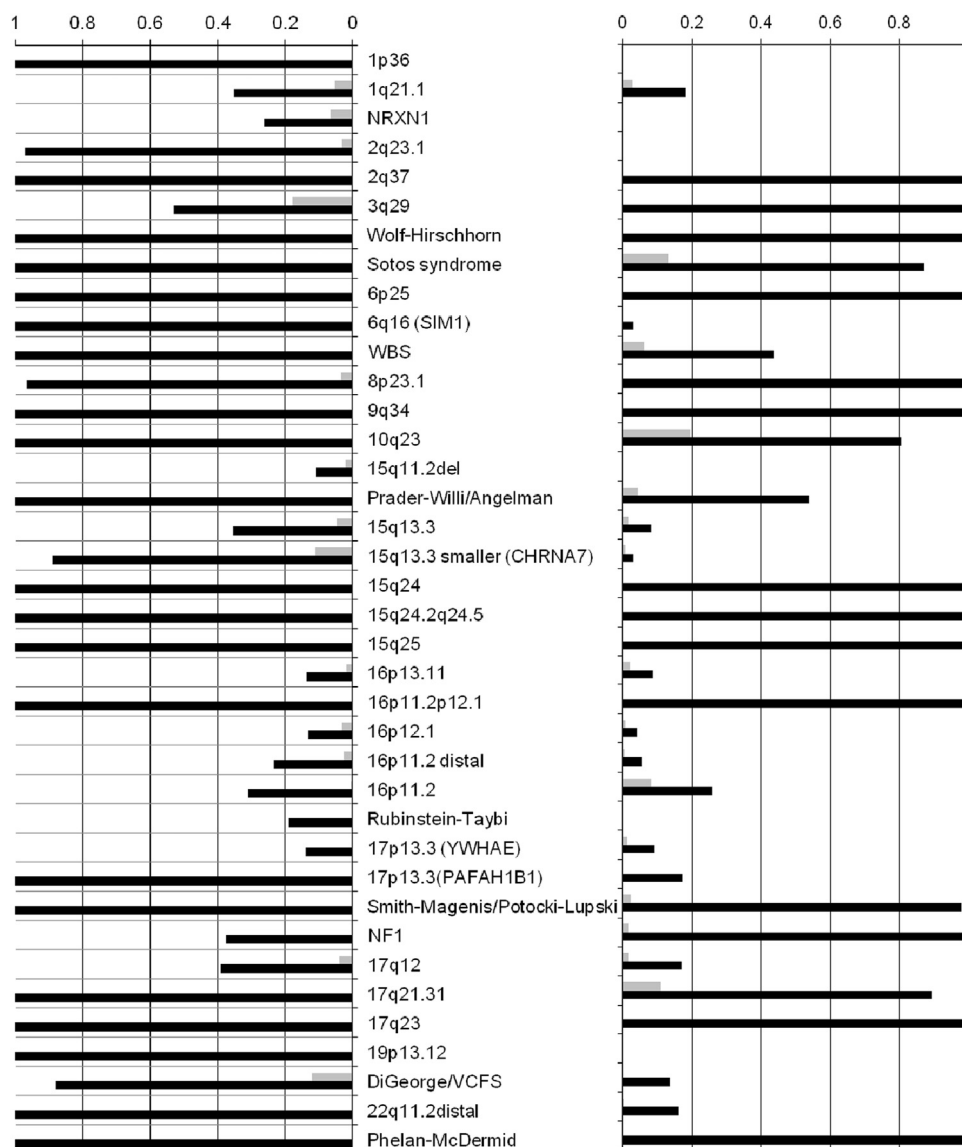 1 0.8 0.6 0.4 0.2 0 0 0.2 0.4 0.6 0.8
1p36
1q21.1
NRXN1
2q23.1
2q37
3q29
Wolf-Hirschhorn
Sotos syndrome
6p25
6q16 (SIM1)
WBS
8p23.1
9q34
10q23
15q11.2del
Prader-Willi/Angelman
15q13.3
15q13.3 smaller (CHRNA7)
15q24
15q24.2q24.5
15q25
16p13.11
16p11.2p12.1
16p12.1
16p11.2 distal
16p11.2
Rubinstein-Taybi
17p13.3 (YWHAE)
17p13.3(PAFAH1B1)
Smith-Magenis/Potocki-Lupski
NF1
17q12
17q21.31
17q23
19p13.12
DiGeorge/VCFS
22q11.2distal
Phelan-McDermid